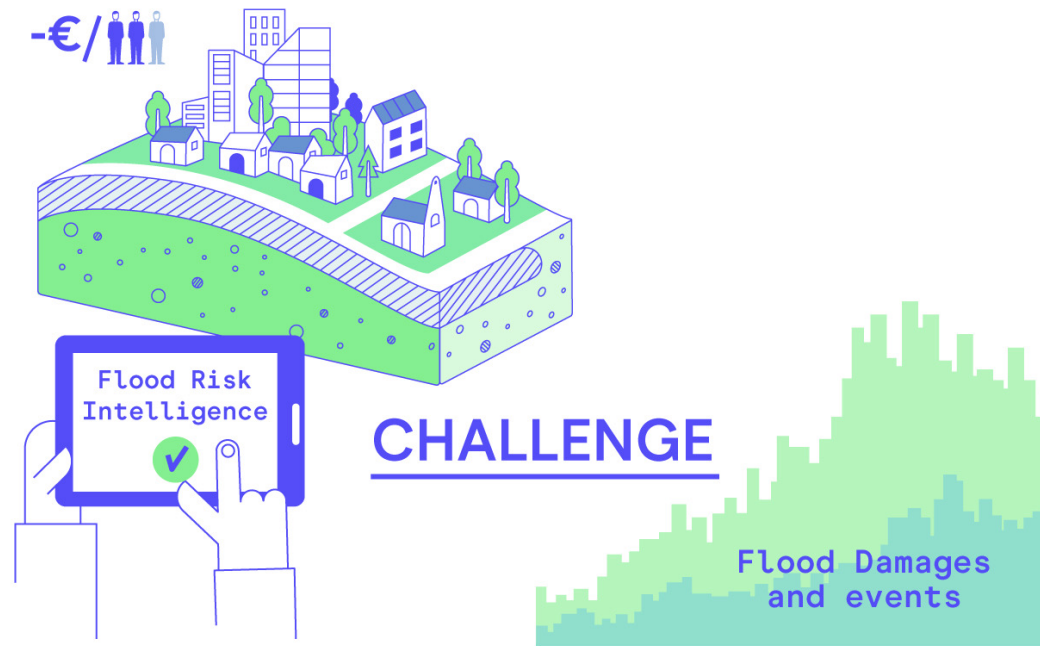 -€/
Flood Risk
Intelligence
CHALLENGE
Flood Damages
and events